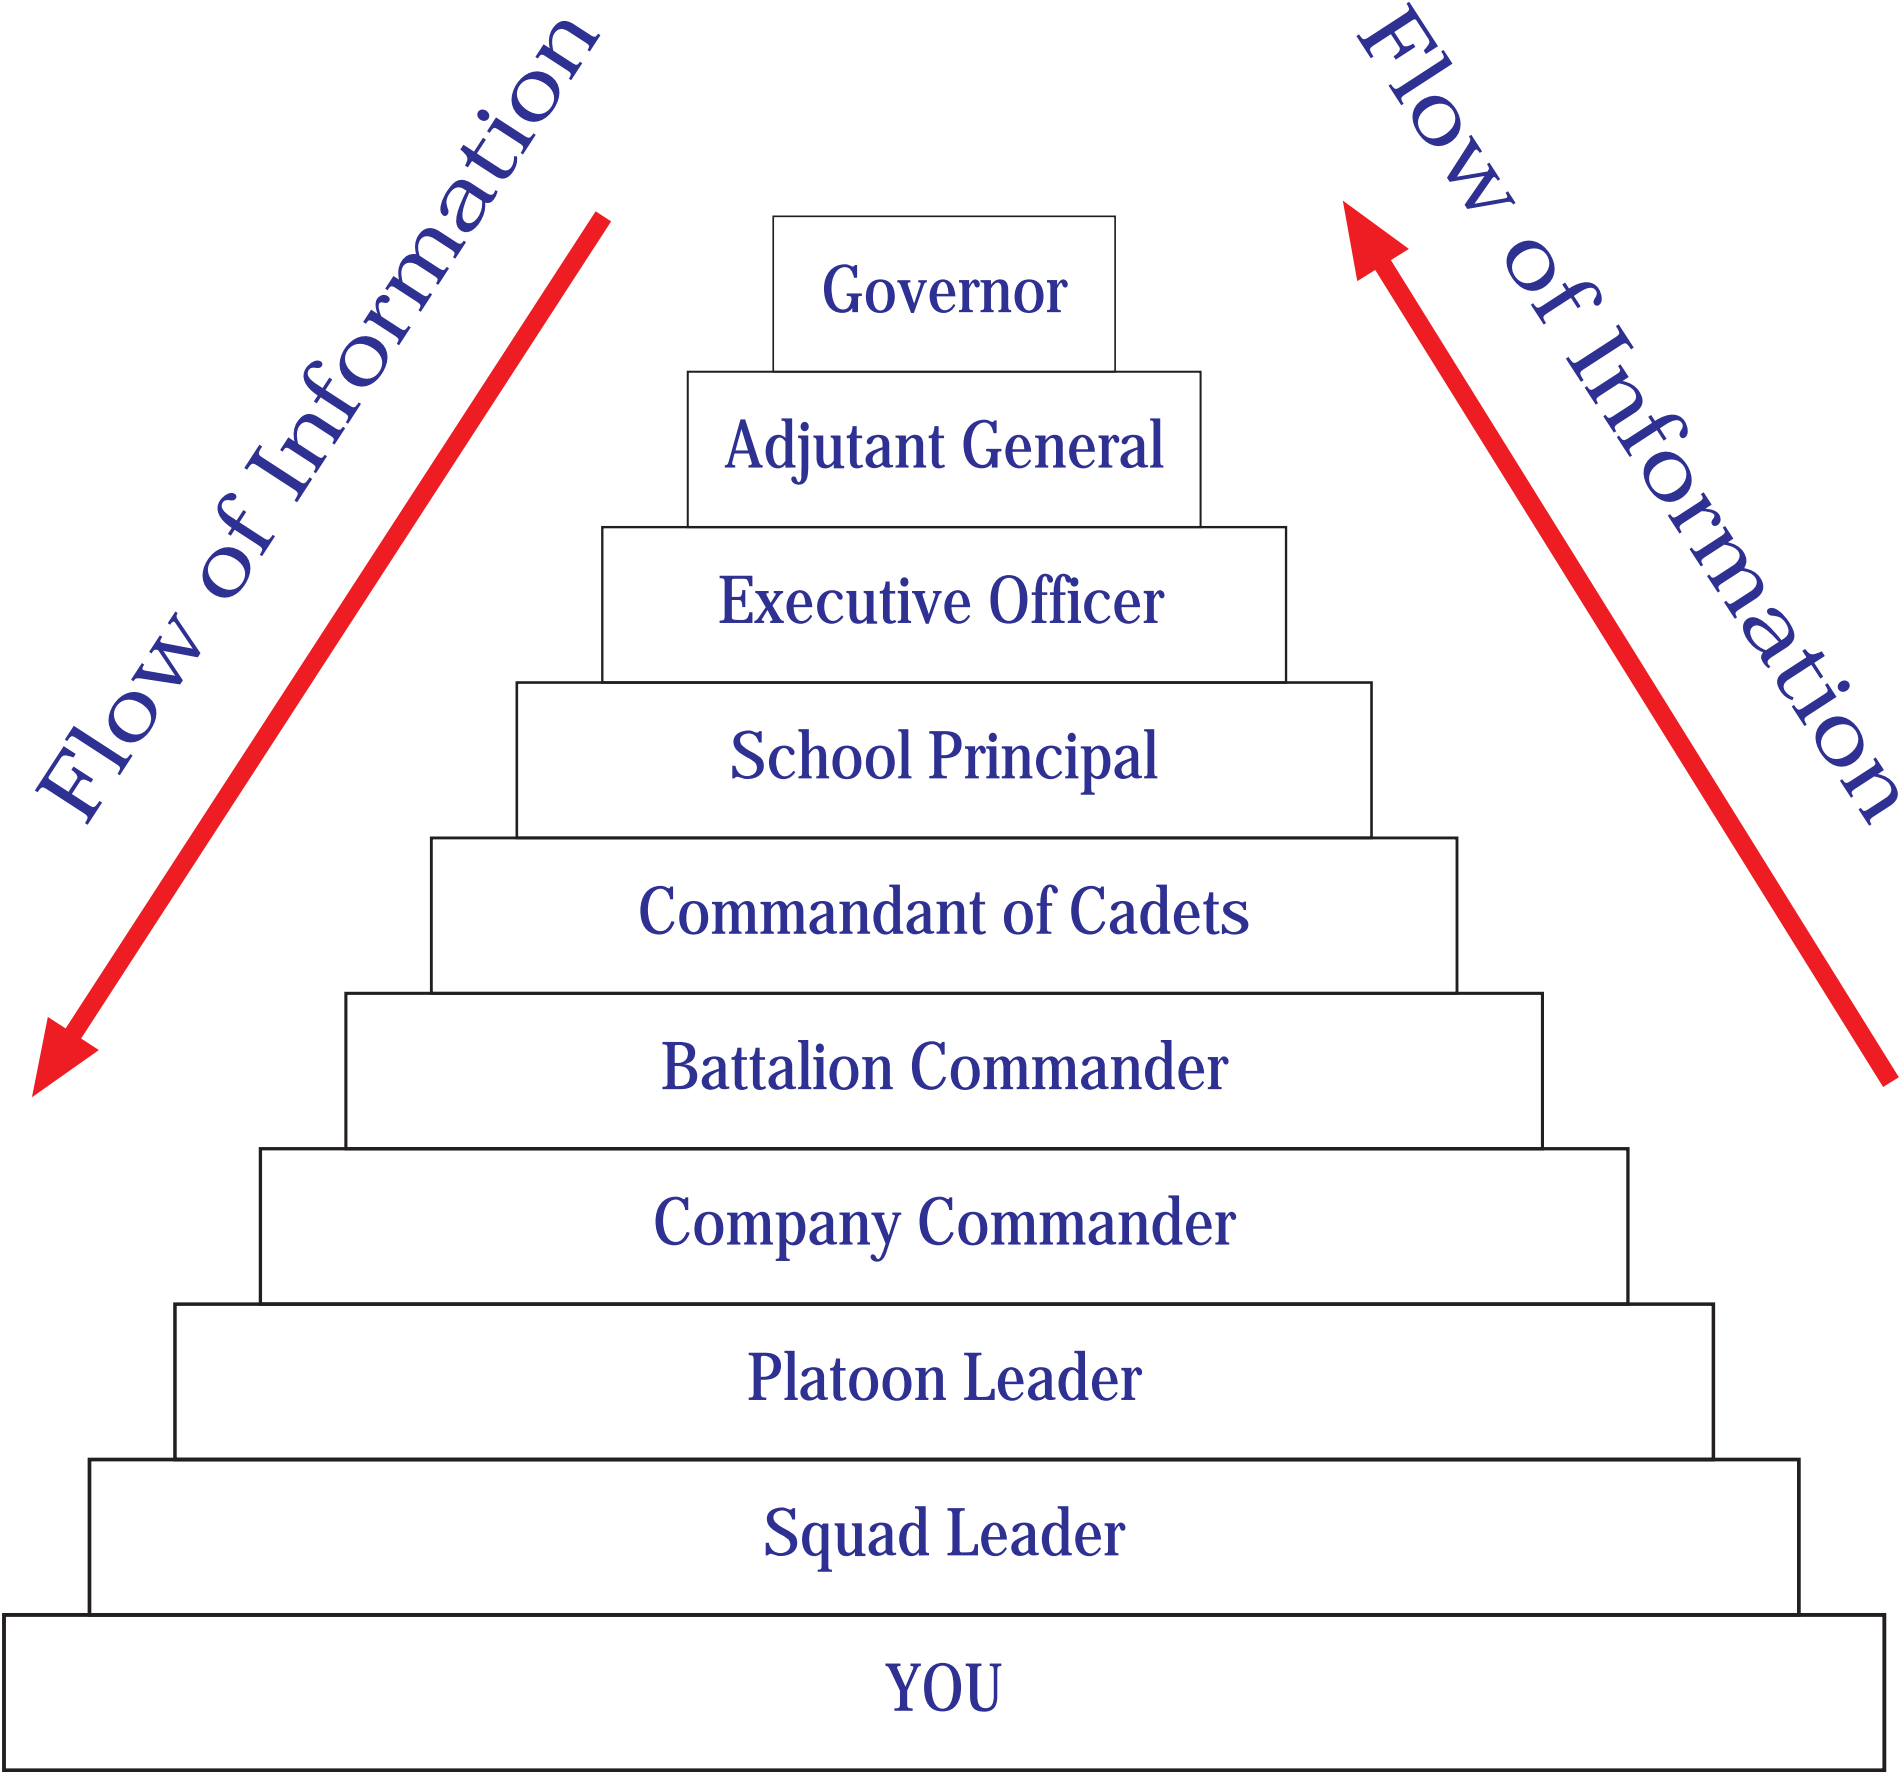 Flow of Information
Flow of Information
Governor
Adjutant General
Executive Officer
School Principal
Commandant of Cadets
Battalion Commander
Company Commander
Platoon Leader
Squad Leader
YOU